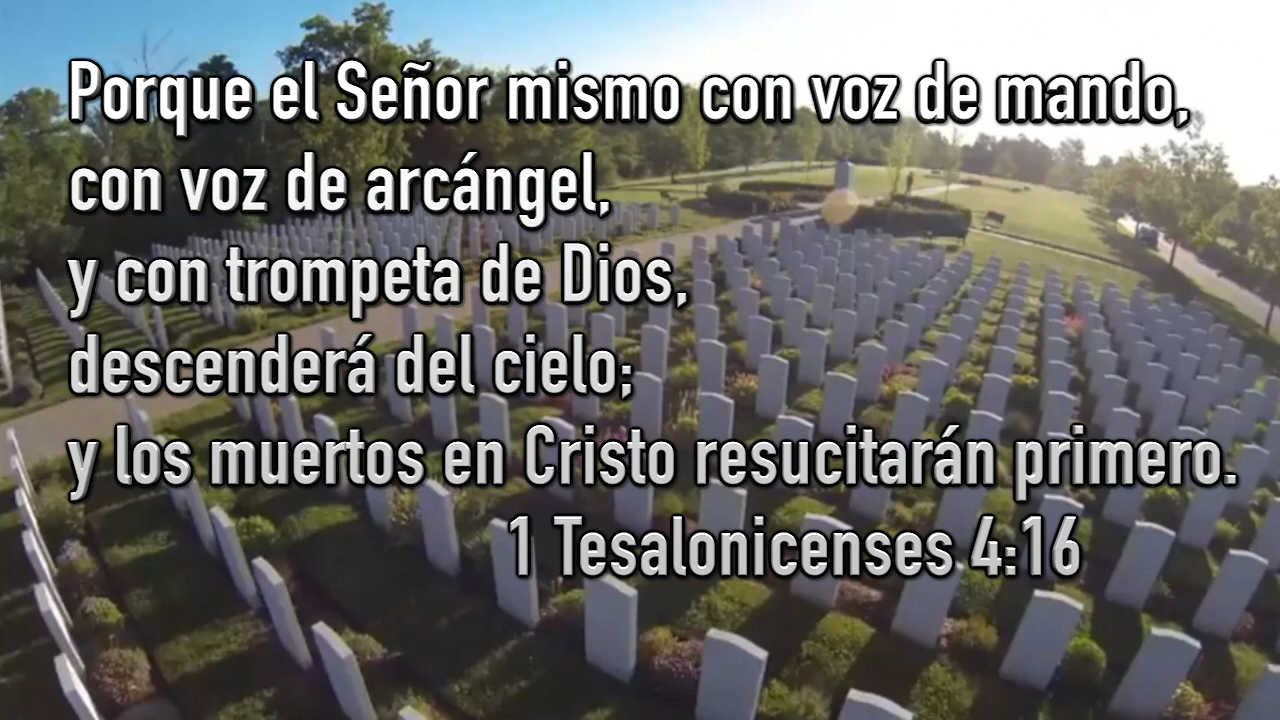 Porque el Señor mismo con voz de mando,
con voz de arcángel,
y con trompeta de Dios,
descenderá del cielo;
y los muertos en Cristo resucitarán primero.
1 Tesalonicenses 4:16